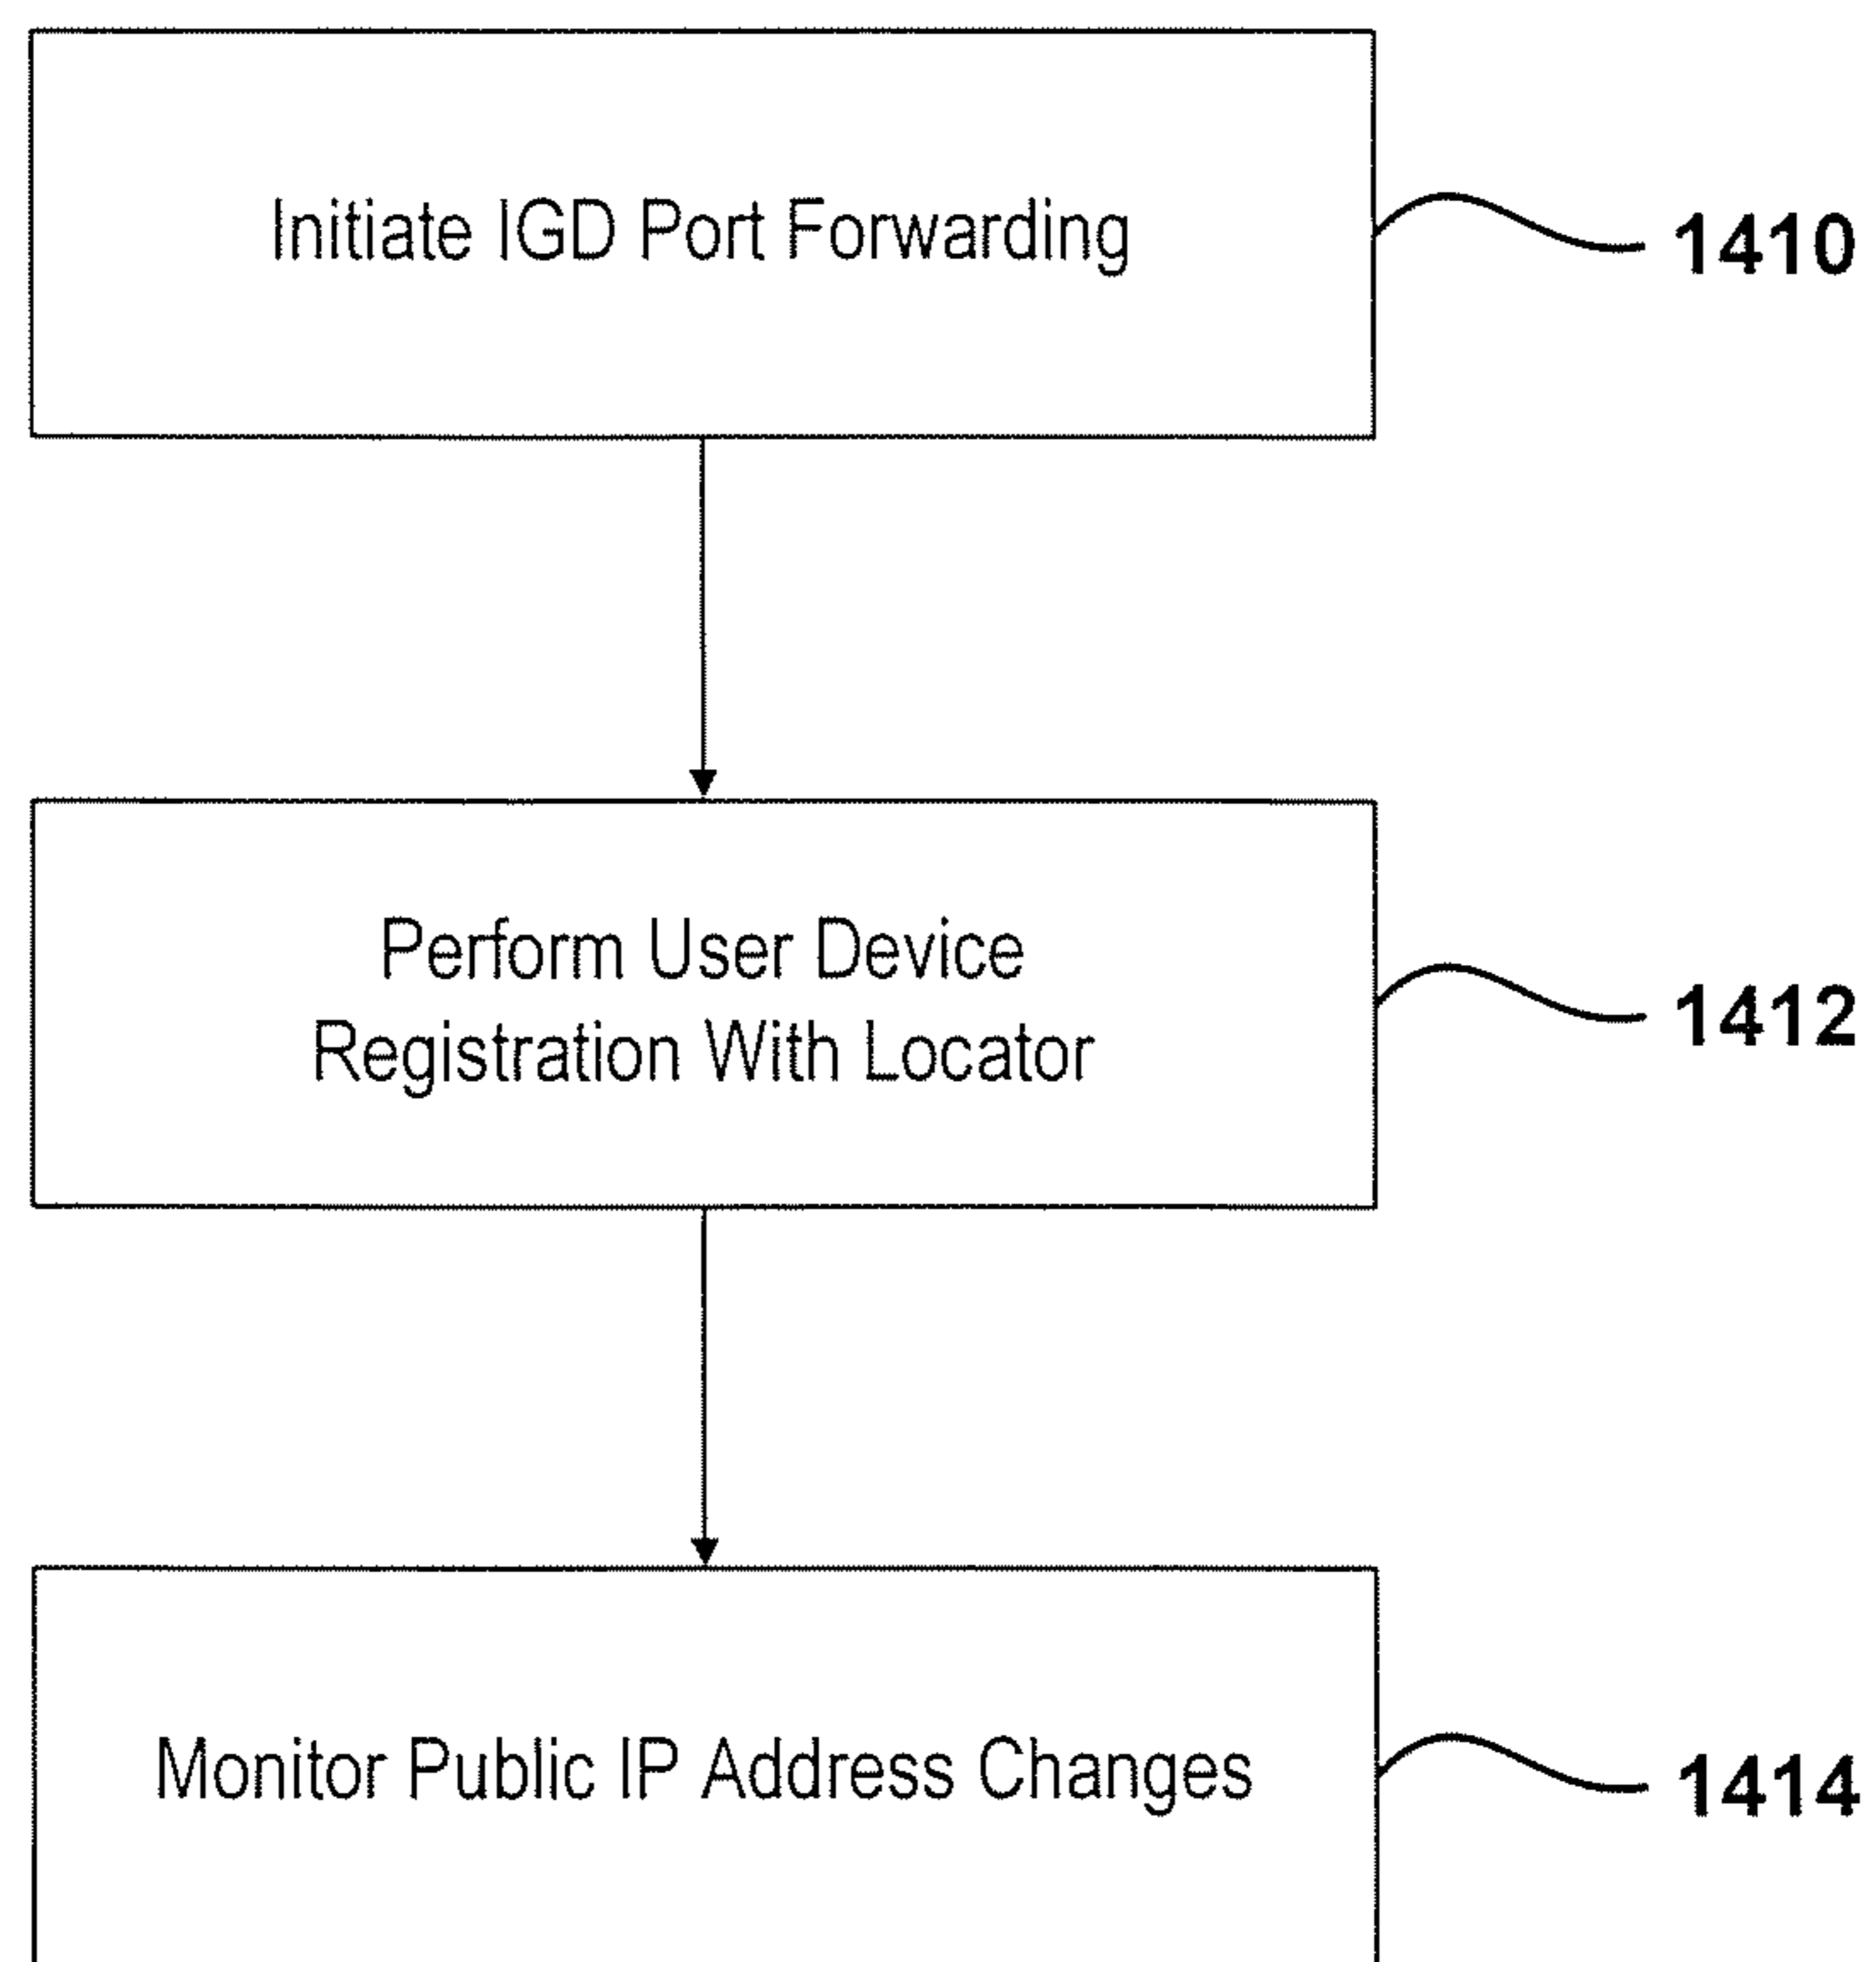 Initiate IGD Port Forwarding
1410
Perform User Device
Registration With Locator
1412
Monitor Public IP Address Changes
1414